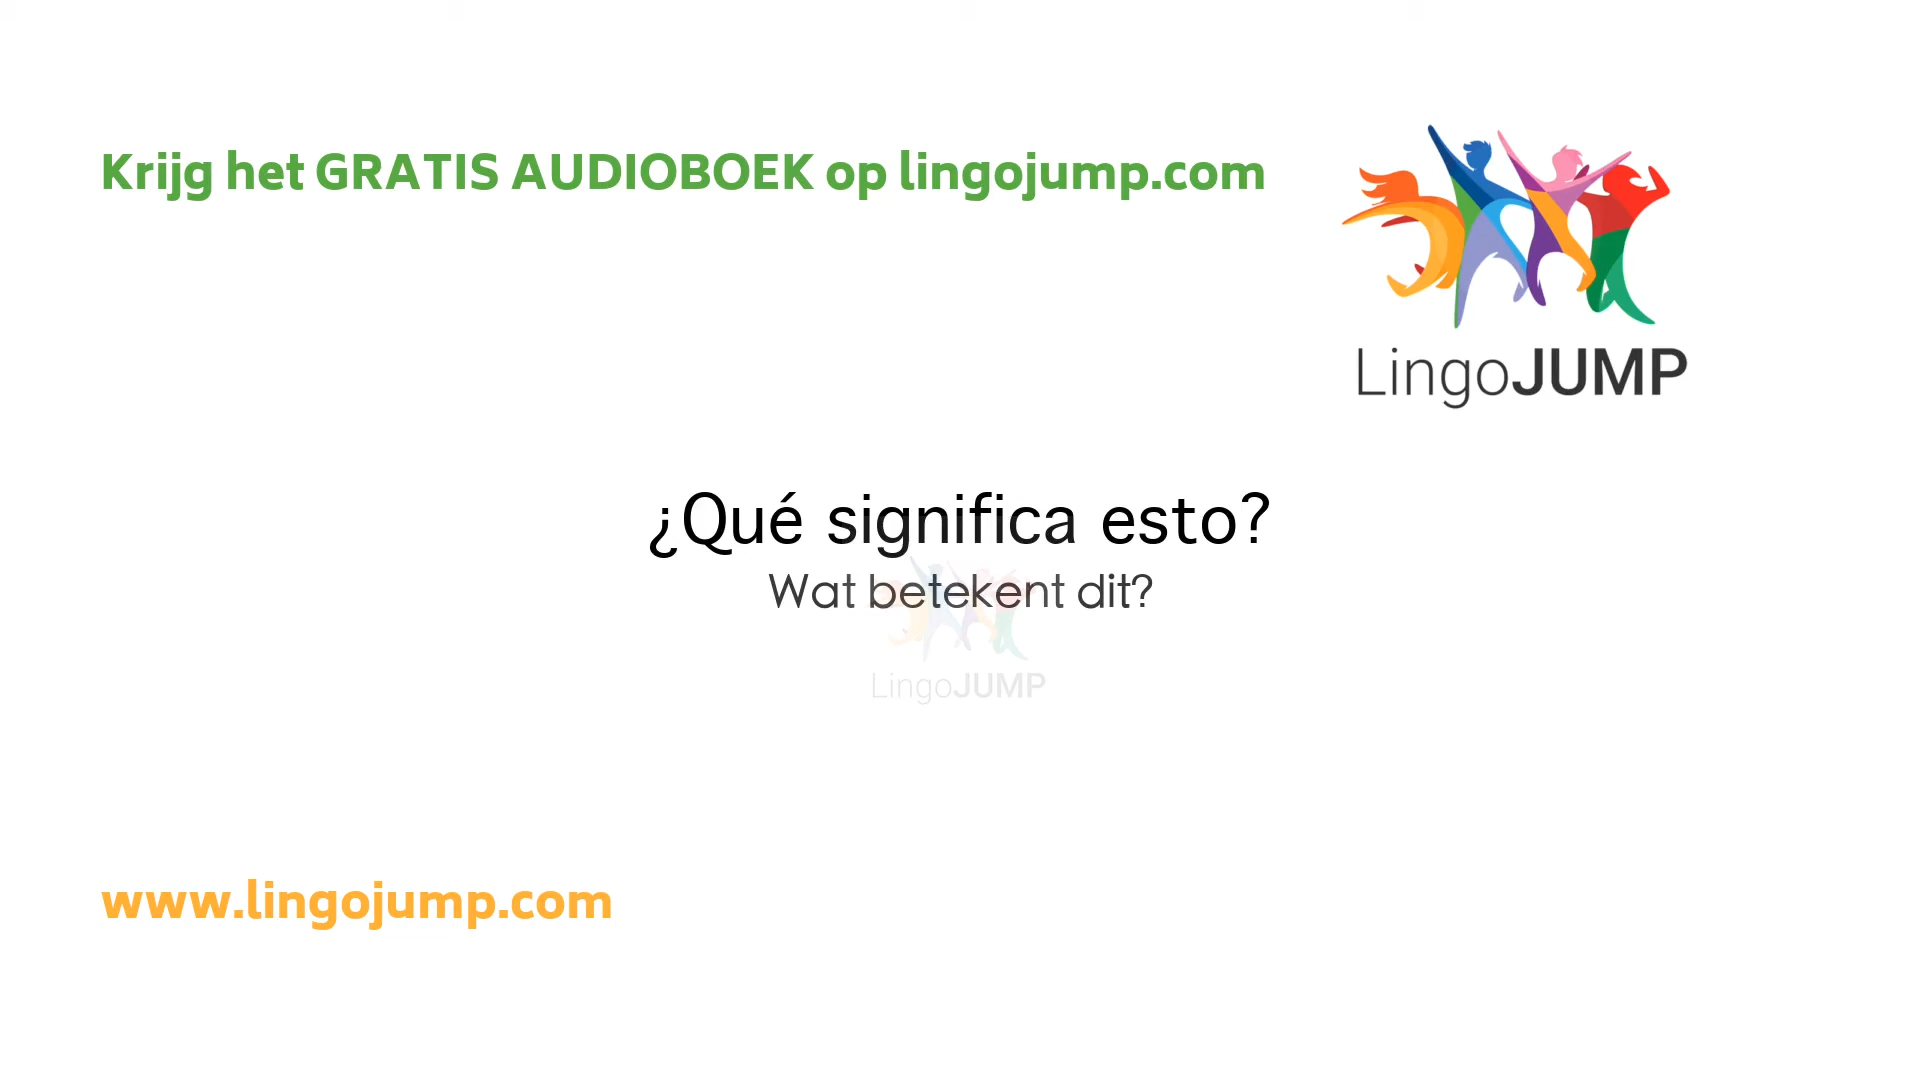 Krijg het GRATIS AUDIOBOEK op lingojump.com
LingoJUMP
¿Qué significa esto?
Wat betekent dit?
LingoJUMP
www.lingojump.com